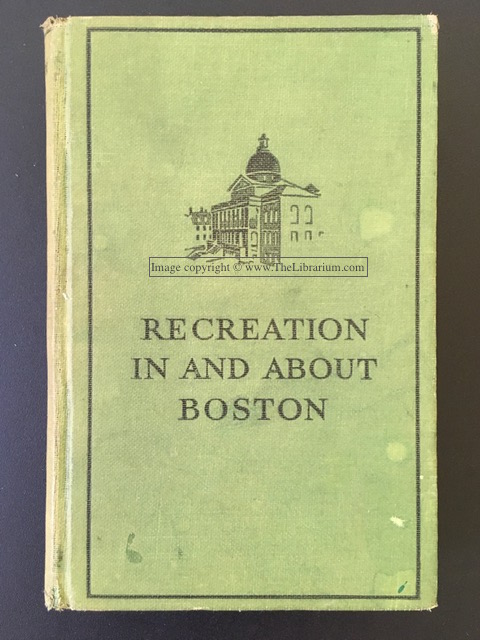 Image copyright © www.TheLibrarium.com
RECREATION
IN AND ABOUT
BOSTON